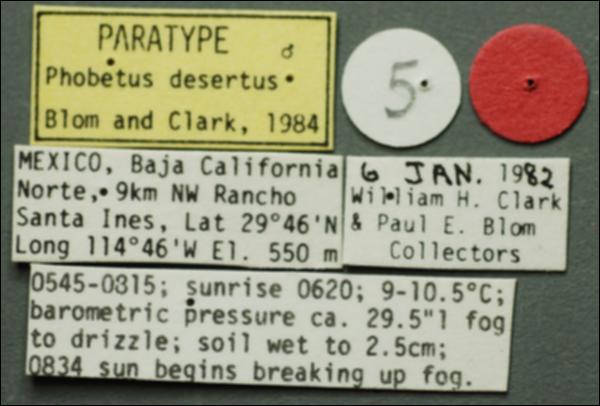 PARATYPE ♂
Phobetus desertus
Blom and Clark, 1984
5
MEXICO, Baja California
Norte, 9km NW Rancho
Santa Ines, Lat 29°46'N
Long 114°46'W El. 550 m
6 JAN. 1982
William H. Clark
& Paul E. Blom
Collectors
0545-0815; sunrise 0620; 9-10.5°C;
barometric pressure ca. 29.5"l fog
to drizzle; soil wet to 2.5cm;
0834 sun begins breaking up fog.